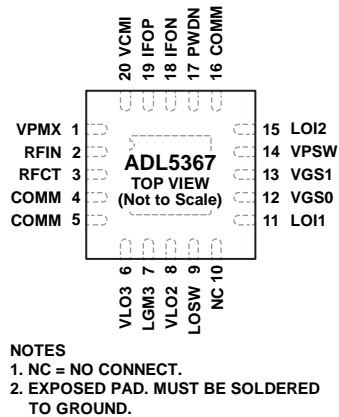 20 VCMI
19 IFOP
18 IFON
17 PWDN
16 COMM
VPMX 1
RFIN 2
RFCT 3
COMM 4
COMM 5
ADL5367
TOP VIEW
(Not to Scale)
15 LOI2
14 VPSW
13 VGS1
12 VGS0
11 LOI1
VLO3 6
LGM3 7
VLO2 8
LOSW 9
NC 10
NOTES
1. NC = NO CONNECT.
2. EXPOSED PAD. MUST BE SOLDERED
TO GROUND.